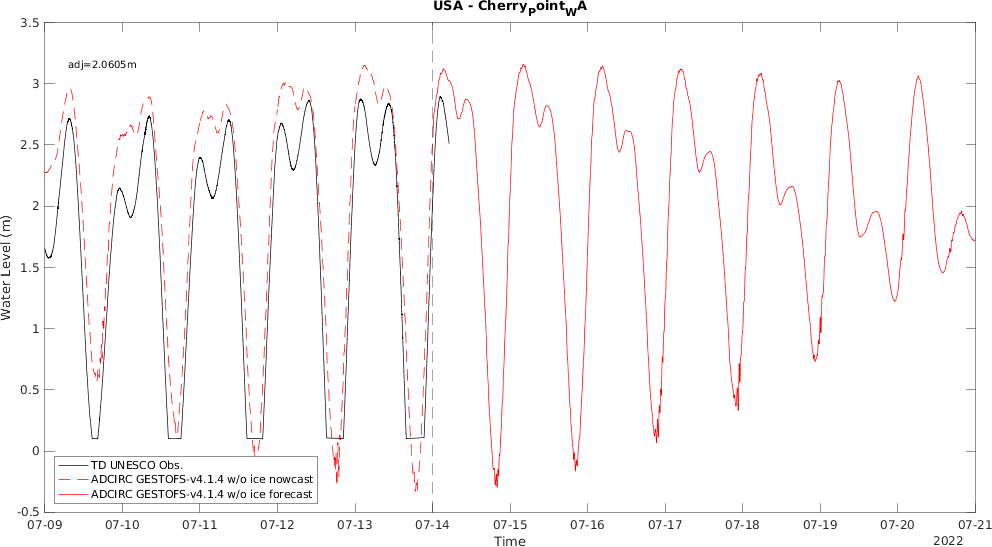 USA - CherryPointWA
adj=2.0605m
3.5
3
2.5
2
1.5
1
0.5
0
-0.5
Water Level (m)
TD UNESCO Obs.
ADCIRC GESTOFS-v4.1.4 w/o ice nowcast
ADCIRC GESTOFS-v4.1.4 w/o ice forecast
07-09 07-10 07-11 07-12 07-13 07-14 07-15 07-16 07-17 07-18 07-19 07-20 07-21
Time
2022